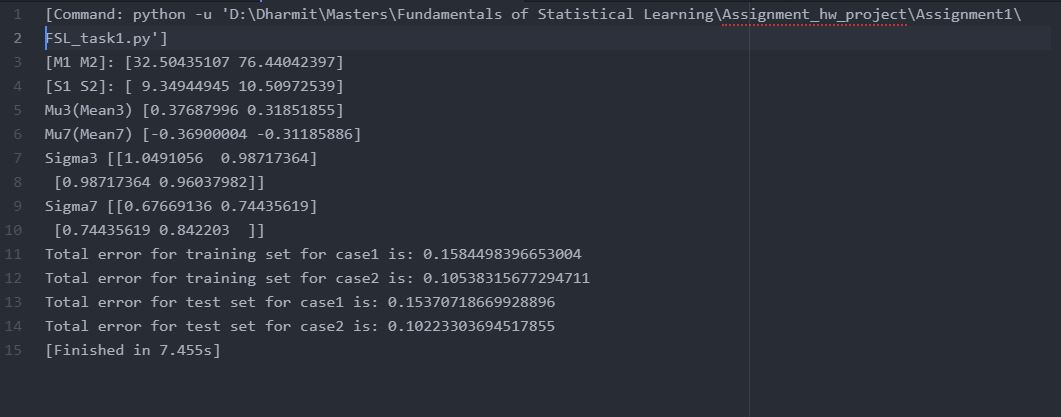 1 [Command: python -u 'D:\Dharmit\Masters\Fundamentals of Statistical Learning\Assignment_hw_project\Assignment1\
2 FSL_task1.py']
3 [M1 M2]: [32.50435107 76.44042397]
4 [S1 S2]: [ 9.34944945 10.50972539]
5 Mu3(Mean3) [0.37687996 0.31851855]
6 Mu7(Mean7) [-0.36900004 -0.31185886]
7 Sigma3 [[1.0491056  0.98717364]
8  [0.98717364 0.96037982]]
9 Sigma7 [[0.67669136 0.74435619]
10  [0.74435619 0.842203  ]]
11 Total error for training set for case1 is: 0.1584498396653004
12 Total error for training set for case2 is: 0.10538315677294711
13 Total error for test set for case1 is: 0.15370718669928896
14 Total error for test set for case2 is: 0.10223303694517855
15 [Finished in 7.455s]